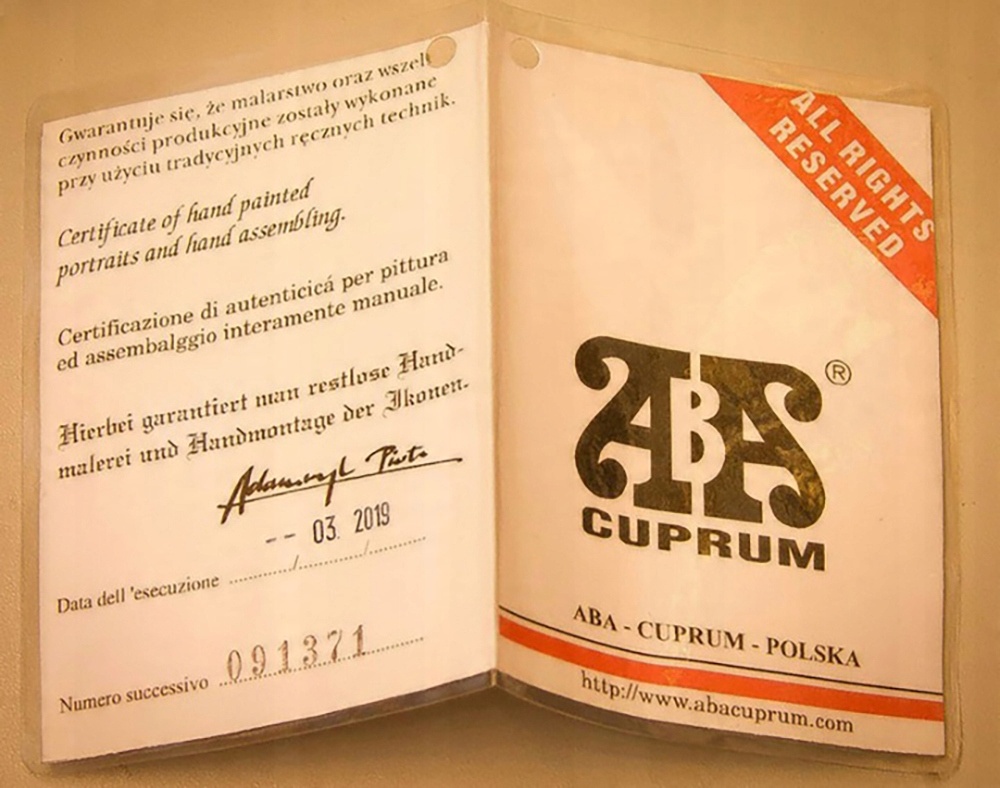 Gwarantuje się, że malarstwo oraz wszel
czynności produkcyjne zostały wykonane
przy użyciu tradycyjnych ręcznych technik.
Certificate of hand painted
portraits and hand assembling.
Certificazione di autenticicá per pittura
ed assembalggio interamente manuale.
Hierbei garantiert man restlose Hand-
malerei und Handmontage der Ikonen.
-- 03. 2019
Data dell 'esecuzione ............/............/............
091371
Numero successivo ....................................
ALL RIGHTS
RESERVED
ABA ®
CUPRUM
ABA - CUPRUM - POLSKA
http://www.abacuprum.com